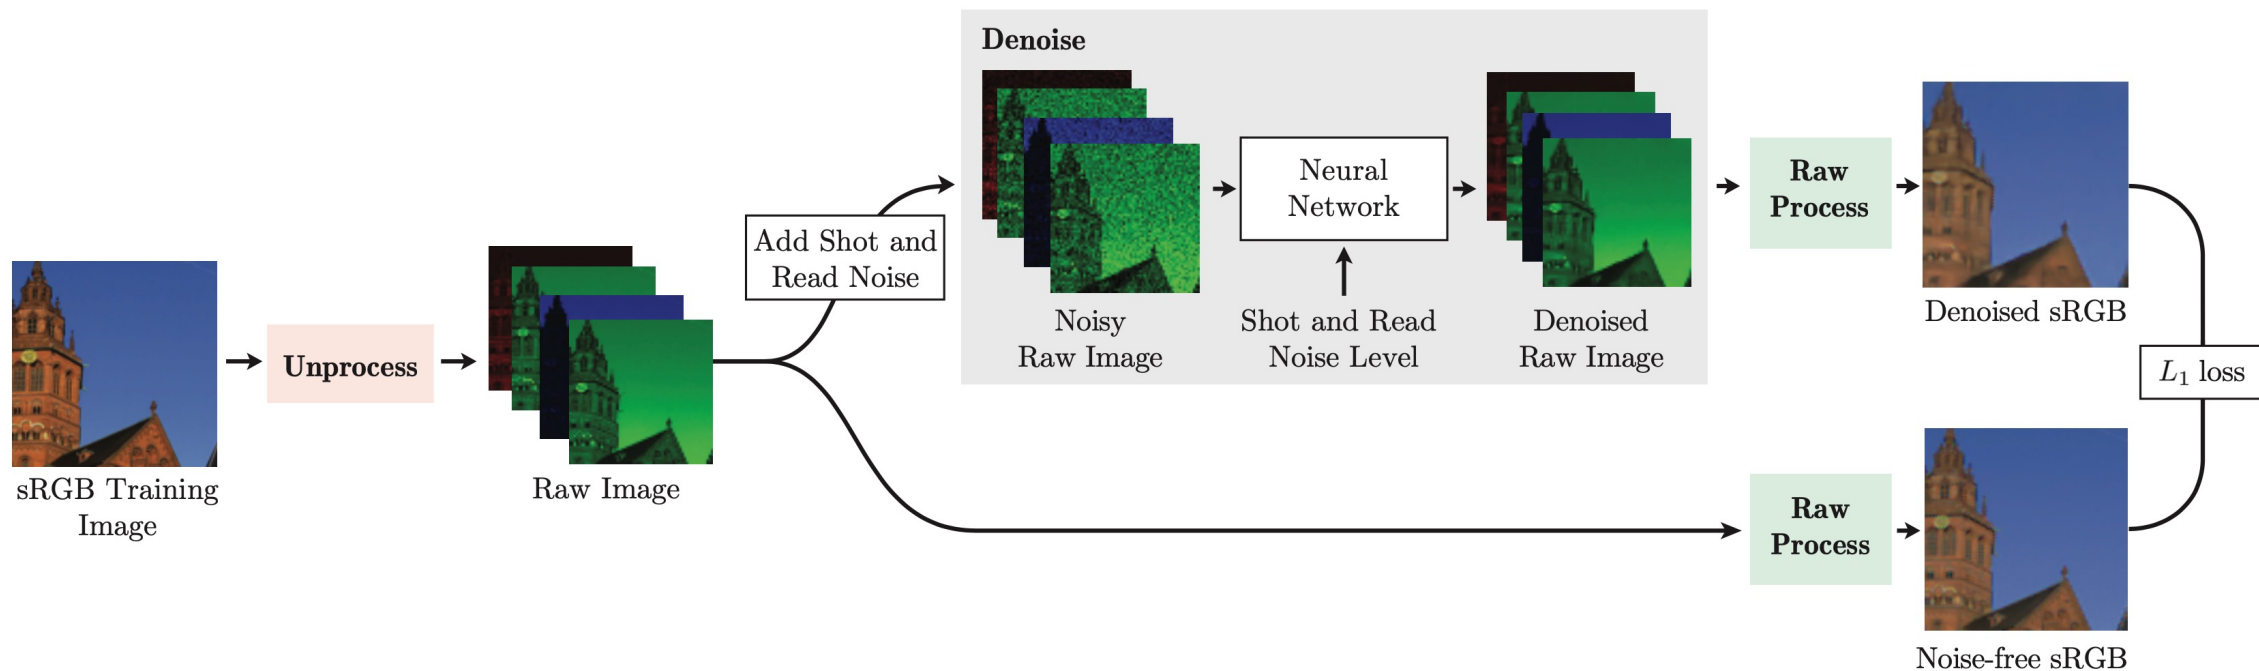 sRGB Training
Image
Unprocess
Raw Image
Add Shot and
Read Noise
Denoise
Noisy
Raw Image
Neural
Network
Shot and Read
Noise Level
Denoised
Raw Image
Raw
Process
Denoised sRGB
Raw
Process
Noise-free sRGB
L₁ loss